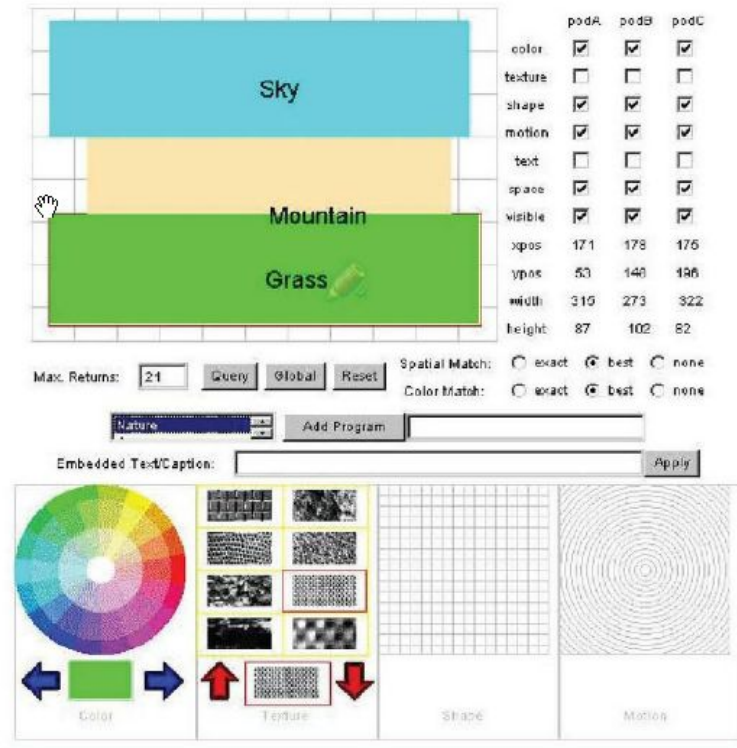 podA podB podC
color
texture
shape
motion
text
space
visible
xpos 171 178 175
ypos 53 146 196
width 315 273 322
height 87 102 82
Sky
Mountain
Grass
Max. Returns: 21 Query Global Reset
Spatial Match: exact best none
Color Match: exact best none
Nature Add Program
Embedded Text/Caption: Apply
Color Texture Shape Motion